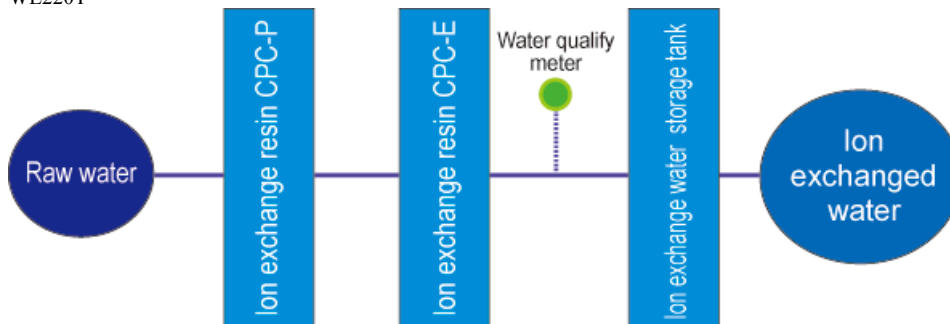 Raw water
Ion exchange resin CPC-P
Ion exchange resin CPC-E
Water qualify
meter
Ion exchange water storage tank
Ion
exchanged
water